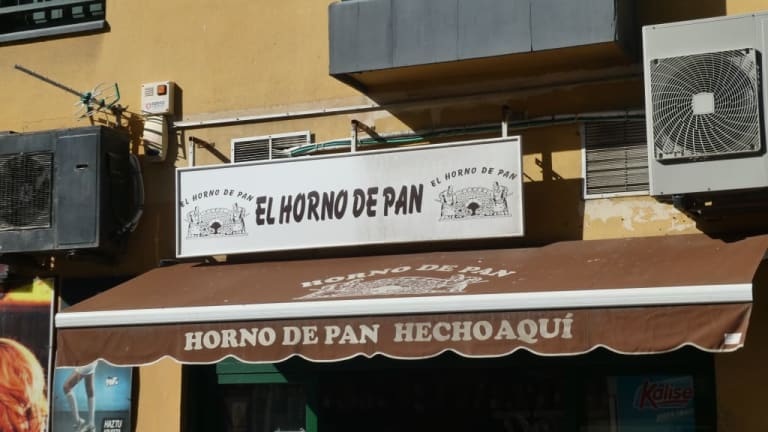 EL HORNO DE PAN
EL HORNO DE PAN
EL HORNO DE PAN
HORNO DE PAN
HORNO DE PAN HECHO AQUÍ
Kalise
HAZTU